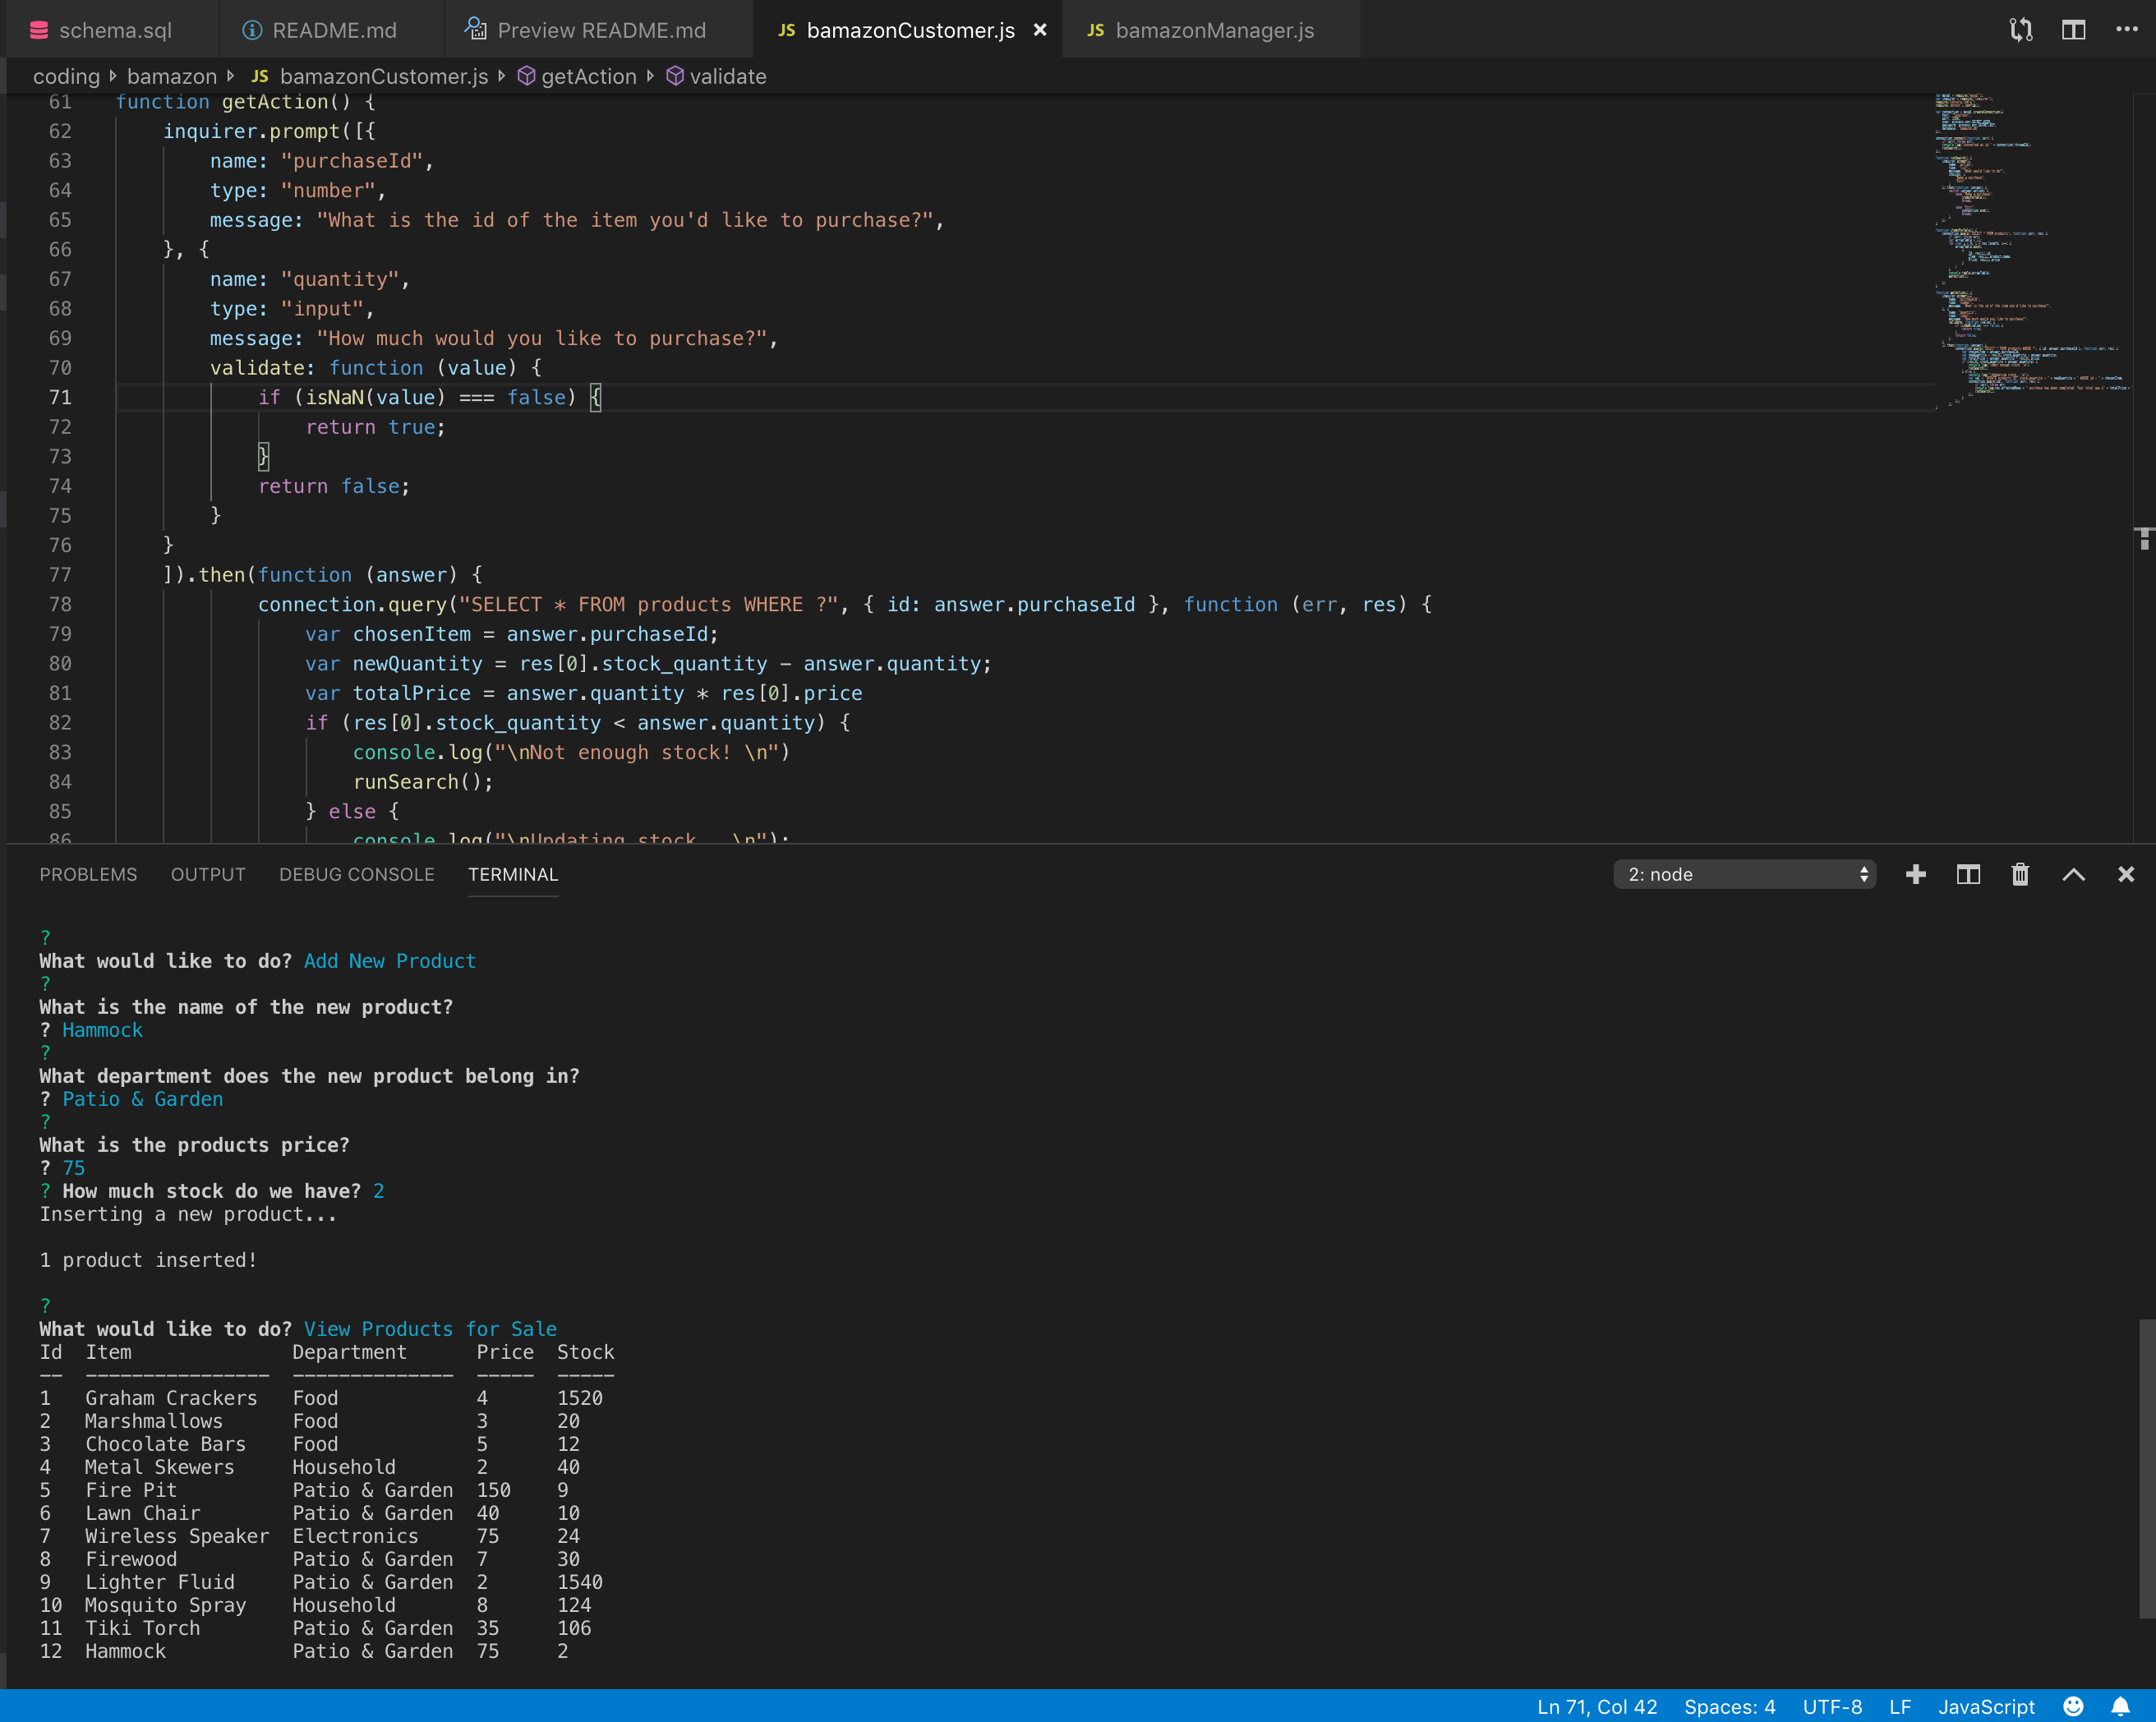 schema.sql README.md Preview README.md JS bamazonCustomer.js JS bamazonManager.js
coding bamazon JS bamazonCustomer.js getAction validate
61 function getAction() {
62 inquirer.prompt([{
63 name: "purchaseId",
64 type: "number",
65 message: "What is the id of the item you'd like to purchase?",
66 }, {
67 name: "quantity",
68 type: "input",
69 message: "How much would you like to purchase?",
70 validate: function (value) {
71 if (isNaN(value) === false) {
72 return true;
73 }
74 return false;
75 }
76 }
77 ]).then(function (answer) {
78 connection.query("SELECT * FROM products WHERE ?", { id: answer.purchaseId }, function (err, res) {
79 var chosenItem = answer.purchaseId;
80 var newQuantity = res[0].stock_quantity - answer.quantity;
81 var totalPrice = answer.quantity * res[0].price
82 if (res[0].stock_quantity < answer.quantity) {
83 console.log("\nNot enough stock! \n")
84 runSearch();
85 } else {
86 console.log("\nUpdating stock...\n");
PROBLEMS OUTPUT DEBUG CONSOLE TERMINAL 2: node
?
What would like to do? Add New Product
?
What is the name of the new product?
? Hammock
?
What department does the new product belong in?
? Patio & Garden
?
What is the products price?
? 75
? How much stock do we have? 2
Inserting a new product...
1 product inserted!
?
What would like to do? View Products for Sale
Id Item Department Price Stock
-- ---------------- -------------- ----- -----
1 Graham Crackers Food 4 1520
2 Marshmallows Food 3 20
3 Chocolate Bars Food 5 12
4 Metal Skewers Household 2 40
5 Fire Pit Patio & Garden 150 9
6 Lawn Chair Patio & Garden 40 10
7 Wireless Speaker Electronics 75 24
8 Firewood Patio & Garden 7 30
9 Lighter Fluid Patio & Garden 2 1540
10 Mosquito Spray Household 8 124
11 Tiki Torch Patio & Garden 35 106
12 Hammock Patio & Garden 75 2
Ln 71, Col 42 Spaces: 4 UTF-8 LF JavaScript